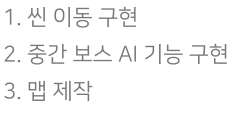 1. 씬 이동 구현
2. 중간 보스 AI 기능 구현
3. 맵 제작